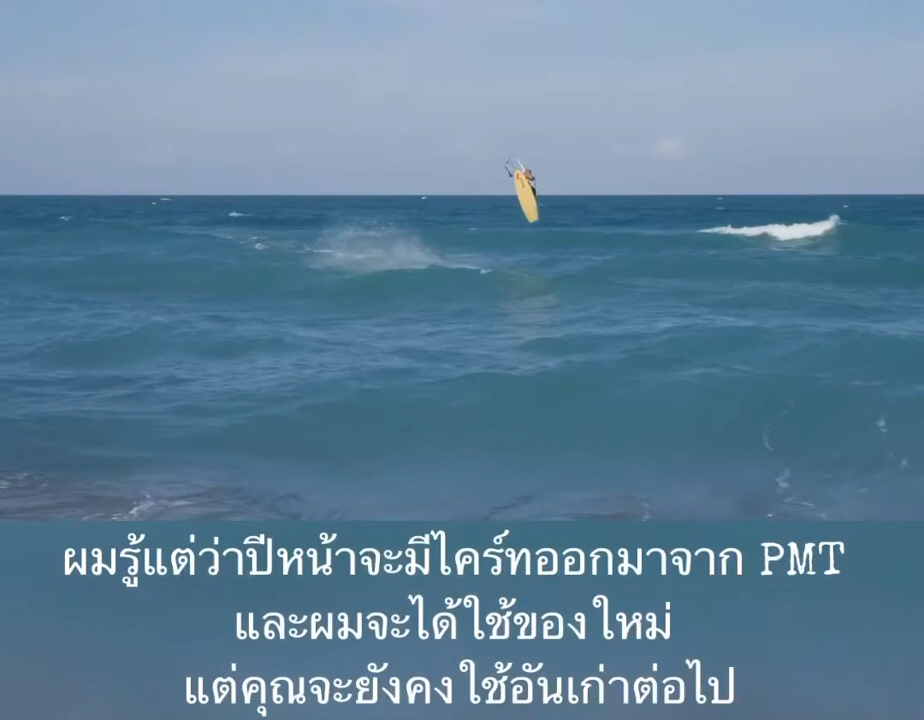 ผมรู้แต่ว่าปีหน้าจะมีไคร์ทออกมาจาก PMT
และผมจะได้ใช้ของใหม่
แต่คุณจะยังคงใช้อันเก่าต่อไป